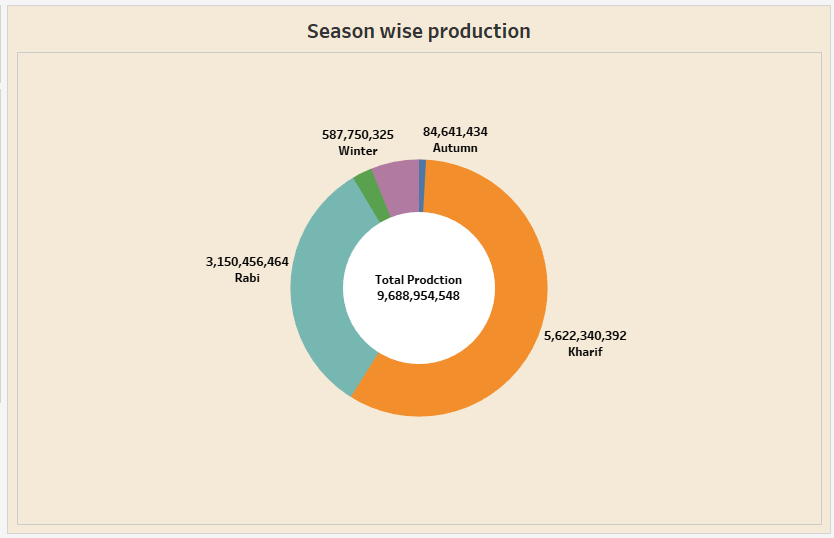 Season wise production
587,750,325
Winter
84,641,434
Autumn
3,150,456,464
Rabi
Total Prodction
9,688,954,548
5,622,340,392
Kharif